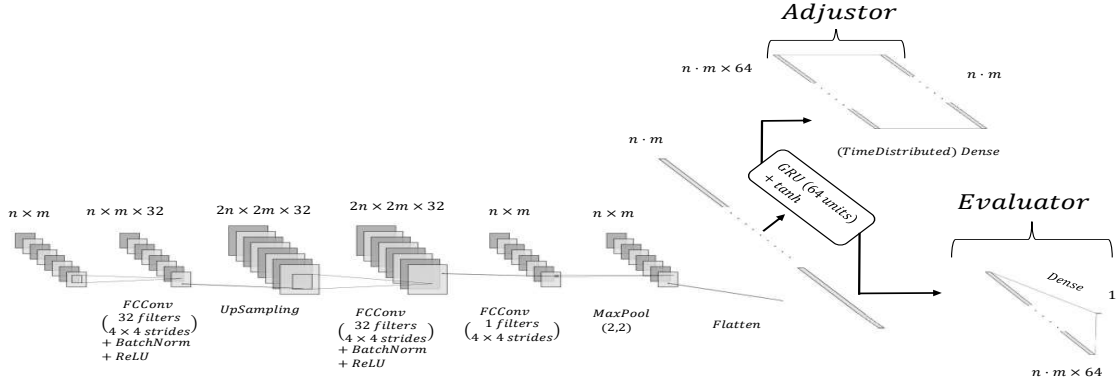 Adjustor
n · m × 64
n · m
(TimeDistributed) Dense
n · m
GRU (64 units)
+ tanh
Evaluator
Dense
1
n · m × 64
n × m
n × m × 32
2n × 2m × 32
2n × 2m × 32
n × m
n × m
FCConv
( 32 filters
4 × 4 strides )
+ BatchNorm
+ ReLU
UpSampling
FCConv
( 32 filters
4 × 4 strides )
+ BatchNorm
+ ReLU
FCConv
( 1 filters
4 × 4 strides )
MaxPool
(2,2)
Flatten